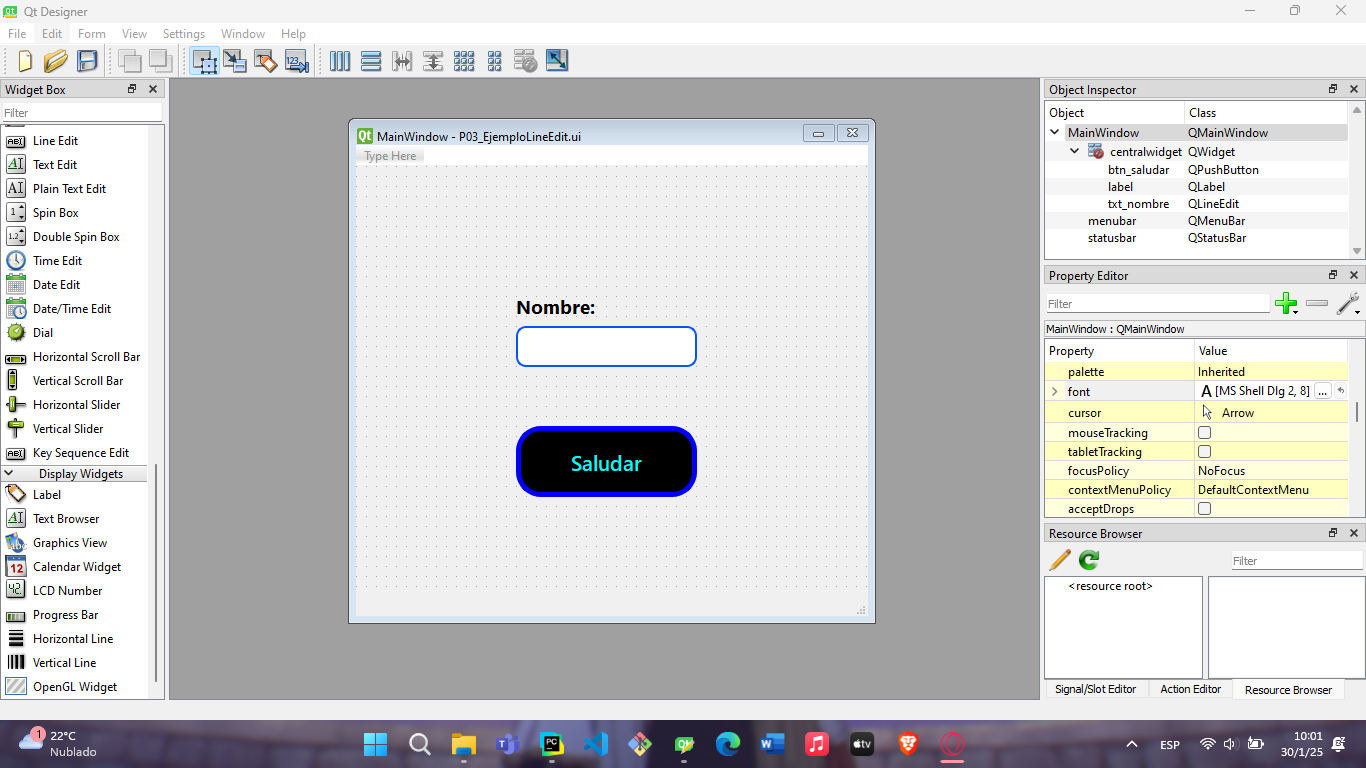 Qt Designer
File Edit Form View Settings Window Help
Widget Box
Filter
Line Edit
Text Edit
Plain Text Edit
Spin Box
Double Spin Box
Time Edit
Date Edit
Date/Time Edit
Dial
Horizontal Scroll Bar
Vertical Scroll Bar
Horizontal Slider
Vertical Slider
Key Sequence Edit
Display Widgets
Label
Text Browser
Graphics View
Calendar Widget
LCD Number
Progress Bar
Horizontal Line
Vertical Line
OpenGL Widget
MainWindow - P03_EjemploLineEdit.ui
Type Here
Nombre:
Saludar
Object Inspector
Object Class
MainWindow QMainWindow
centralwidget QWidget
btn_saludar QPushButton
label QLabel
txt_nombre QLineEdit
menubar QMenuBar
statusbar QStatusBar
Property Editor
Filter
MainWindow : QMainWindow
Property Value
palette Inherited
font A [MS Shell Dlg 2, 8] ...
cursor Arrow
mouseTracking
tabletTracking
focusPolicy NoFocus
contextMenuPolicy DefaultContextMenu
acceptDrops
Resource Browser
Filter
<resource root>
Signal/Slot Editor Action Editor Resource Browser
1 22°C
Nublado
ESP
10:01
30/1/25